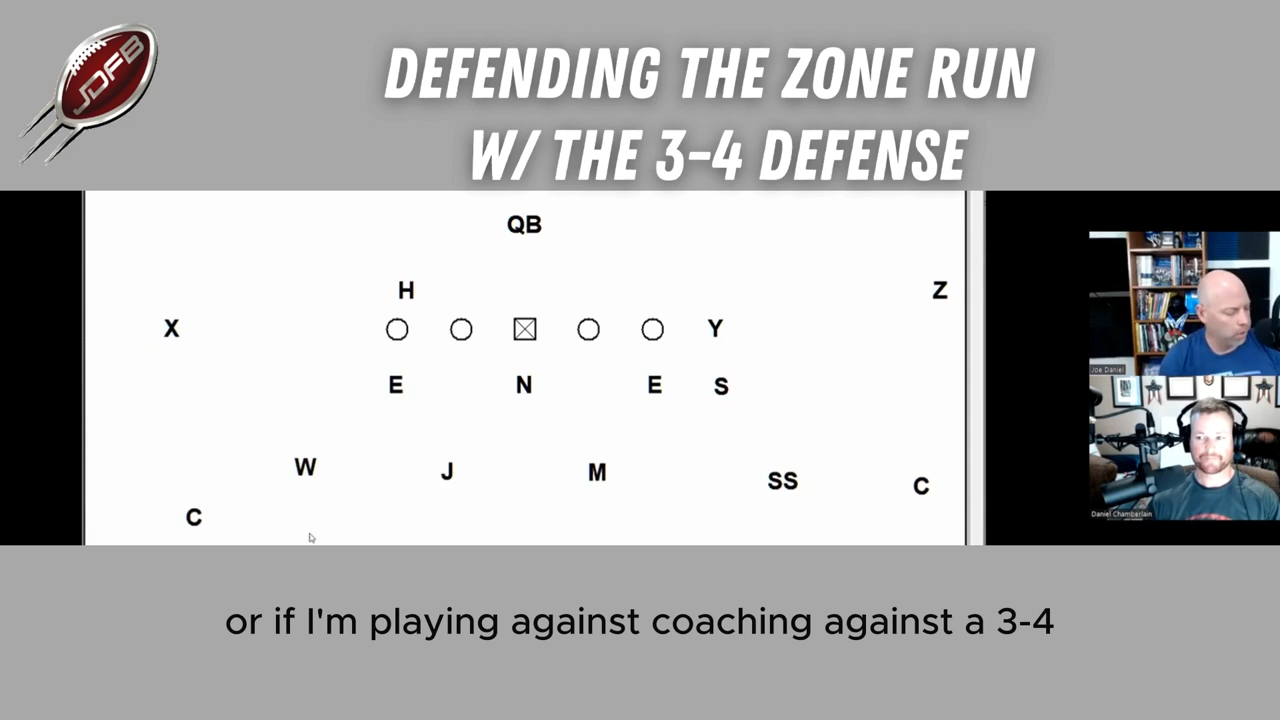 JDFB
DEFENDING THE ZONE RUN
W/ THE 3-4 DEFENSE
QB
H
Z
X
Y
E N E S
W J M SS C
C
Joe Daniel
Daniel Chamberlain
or if I'm playing against coaching against a 3-4